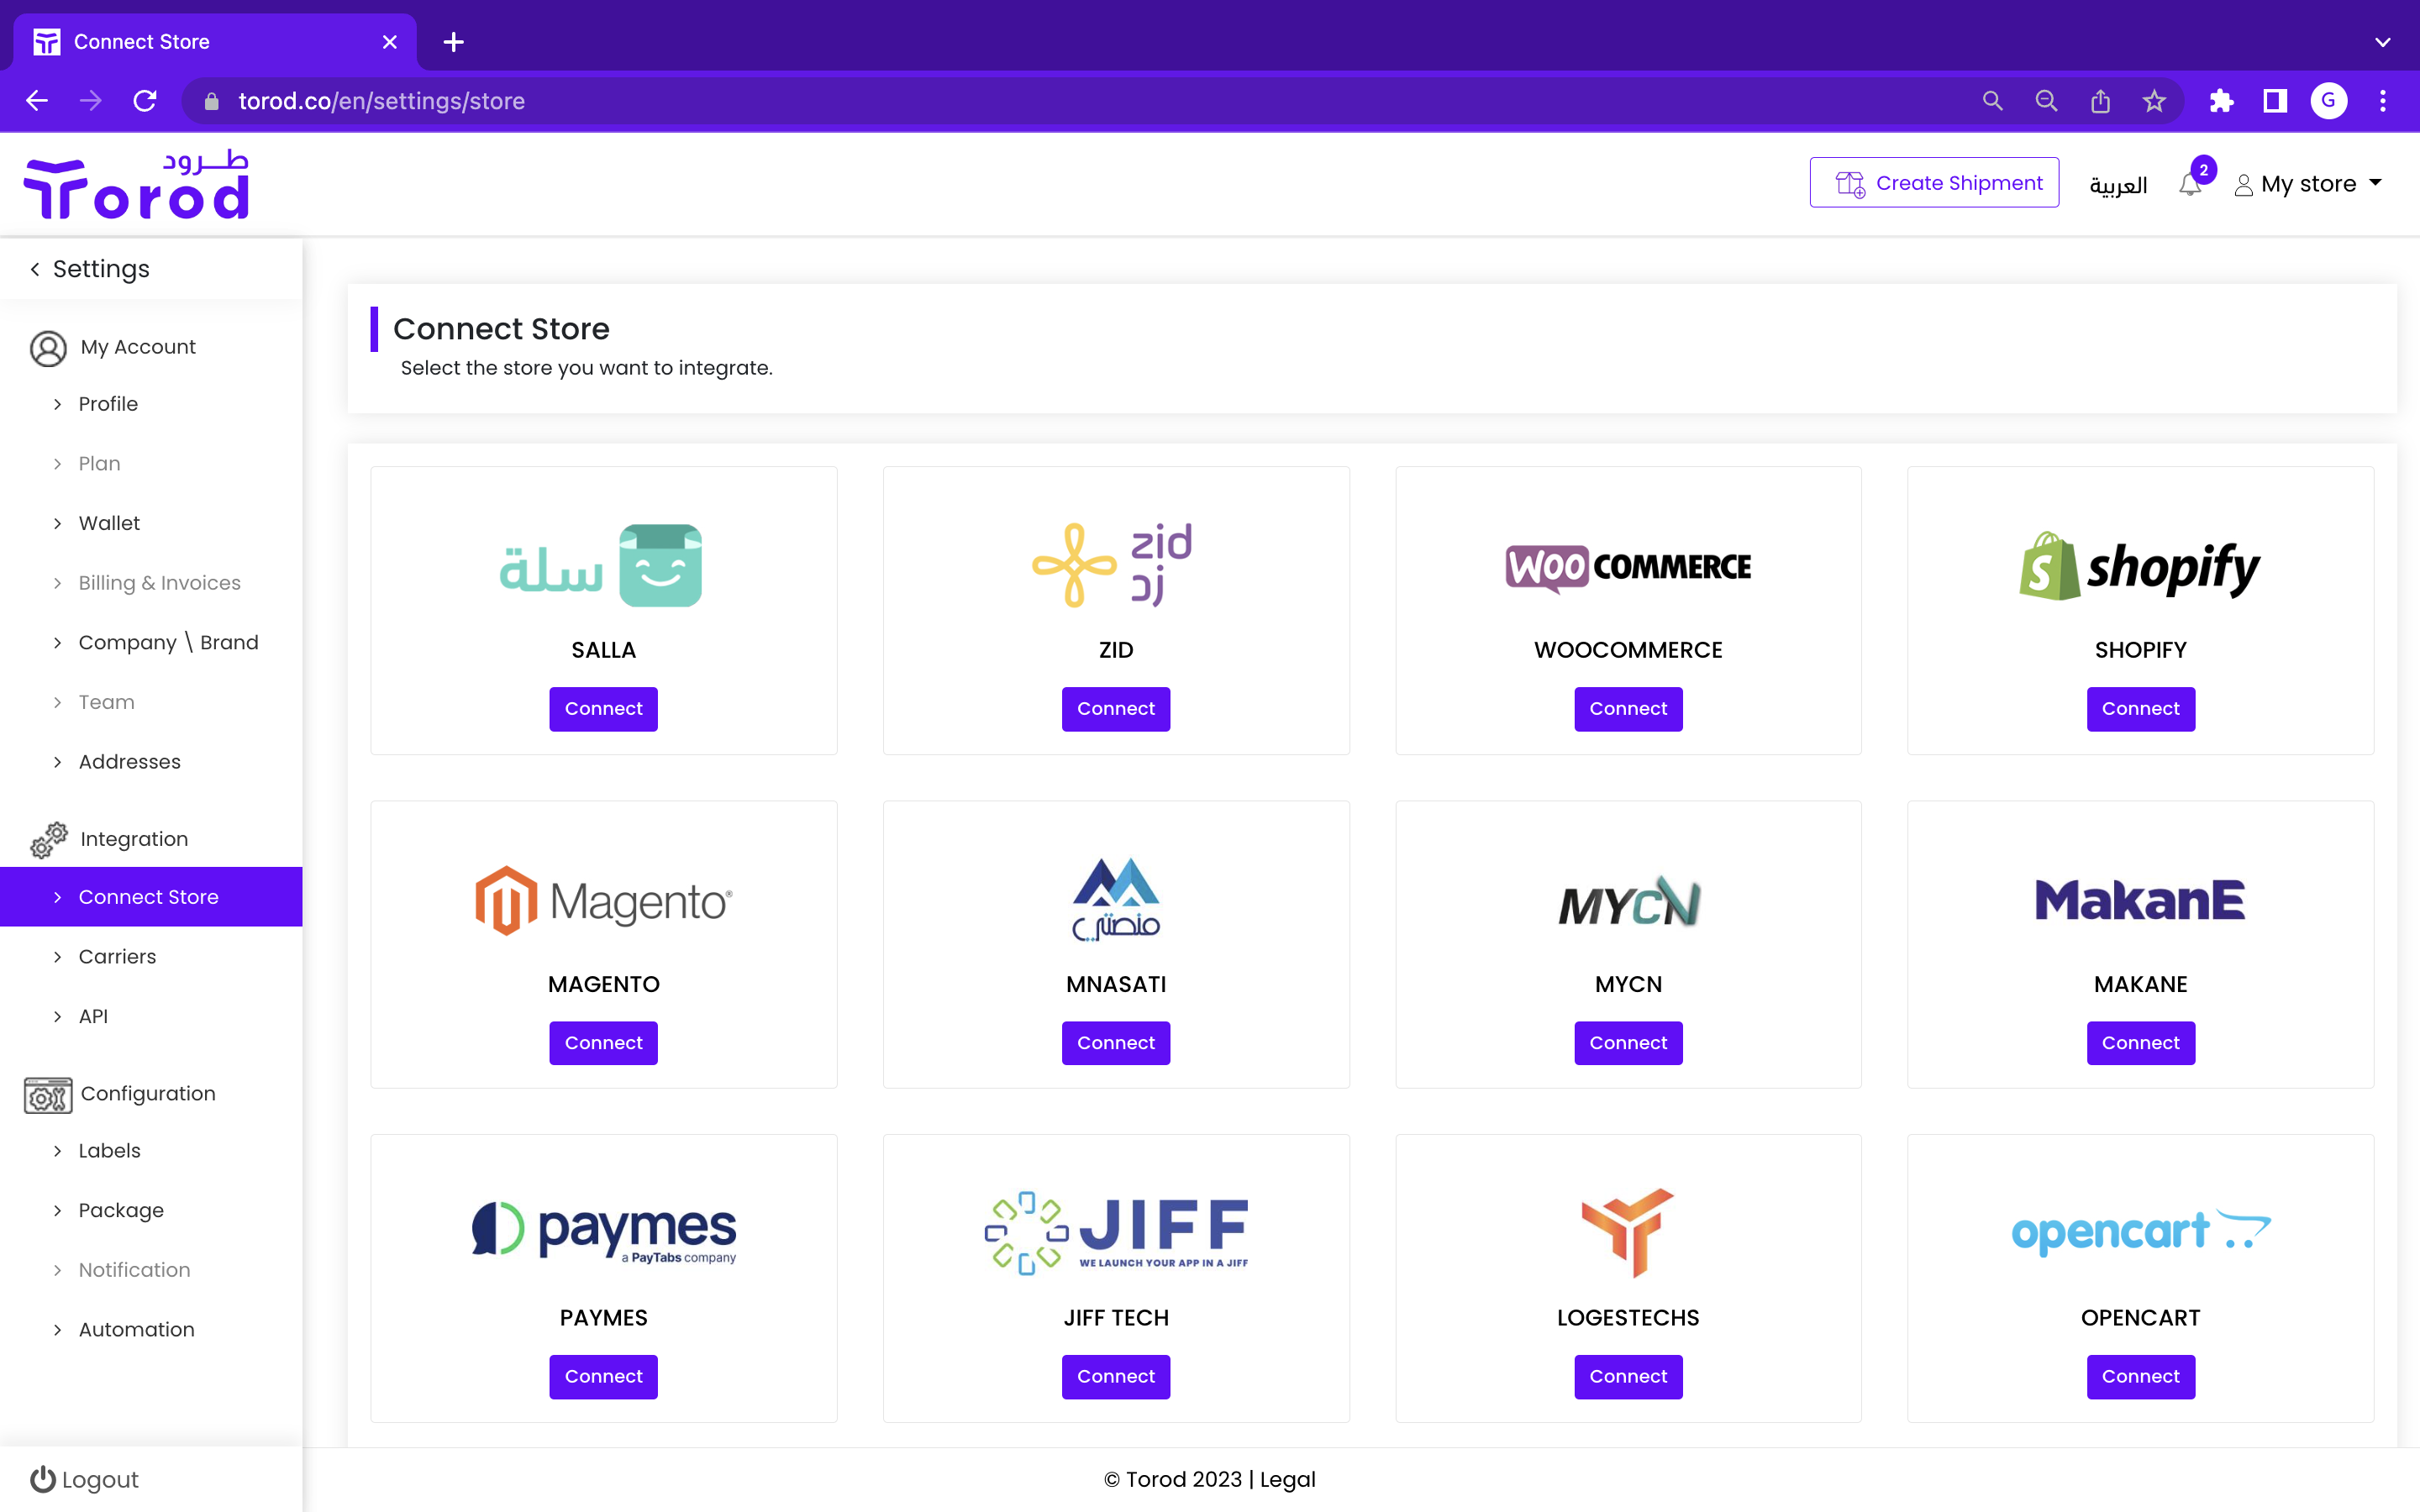 Connect Store
torod.co/en/settings/store
G
طرود
Torod
Create Shipment
العربية
2
My store
Settings
My Account
Profile
Plan
Wallet
Billing & Invoices
Company \ Brand
Team
Addresses
Integration
Connect Store
Carriers
API
Configuration
Labels
Package
Notification
Automation
Logout
Connect Store
Select the store you want to integrate.
سلة
SALLA
Connect
zid
زد
ZID
Connect
WOO COMMERCE
WOOCOMMERCE
Connect
shopify
SHOPIFY
Connect
Magento®
MAGENTO
Connect
منصتي
MNASATI
Connect
MYCN
MYCN
Connect
MakanE
MAKANE
Connect
paymes
a PayTabs company
PAYMES
Connect
JIFF
WE LAUNCH YOUR APP IN A JIFF
JIFF TECH
Connect
LOGESTECHS
Connect
opencart
OPENCART
Connect
© Torod 2023 | Legal